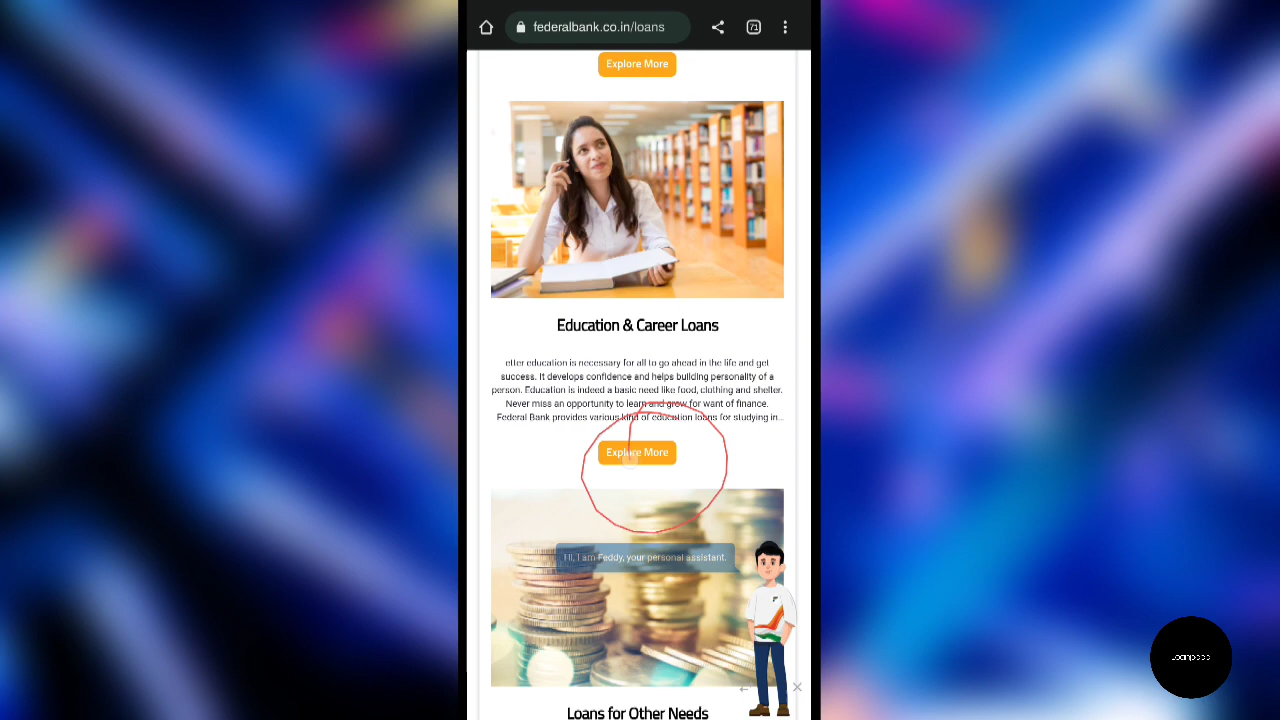 federalbank.co.in/loans
71
Explore More
Education & Career Loans
etter education is necessary for all to go ahead in the life and get
success. It develops confidence and helps building personality of a
person. Education is indeed a basic need like food, clothing and shelter.
Never miss an opportunity to learn and grow for want of finance.
Federal Bank provides various kind of education loans for studying in...
Explore More
Hi, I am Feddy, your personal assistant.
Loans for Other Needs